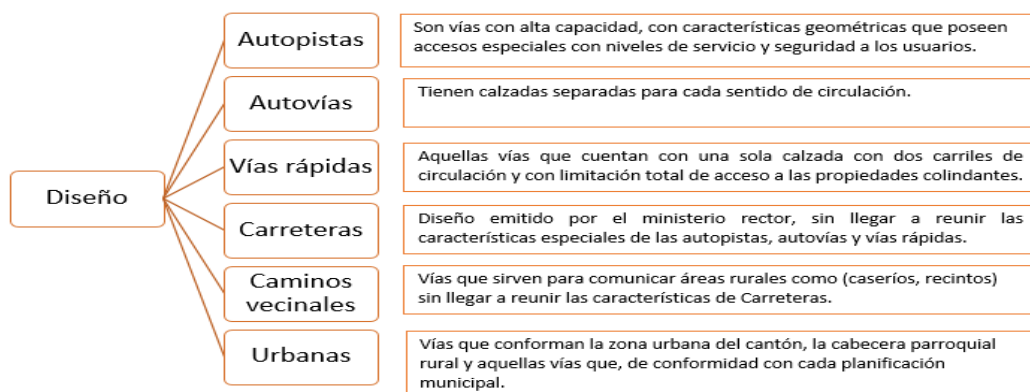 Diseño
Autopistas
Son vías con alta capacidad, con características geométricas que poseen
accesos especiales con niveles de servicio y seguridad a los usuarios.
Autovías
Tienen calzadas separadas para cada sentido de circulación.
Vías rápidas
Aquellas vías que cuentan con una sola calzada con dos carriles de
circulación y con limitación total de acceso a las propiedades colindantes.
Carreteras
Diseño emitido por el ministerio rector, sin llegar a reunir las
características especiales de las autopistas, autovías y vías rápidas.
Caminos
vecinales
Vías que sirven para comunicar áreas rurales como (caseríos, recintos)
sin llegar a reunir las características de Carreteras.
Urbanas
Vías que conforman la zona urbana del cantón, la cabecera parroquial
rural y aquellas vías que, de conformidad con cada planificación
municipal.